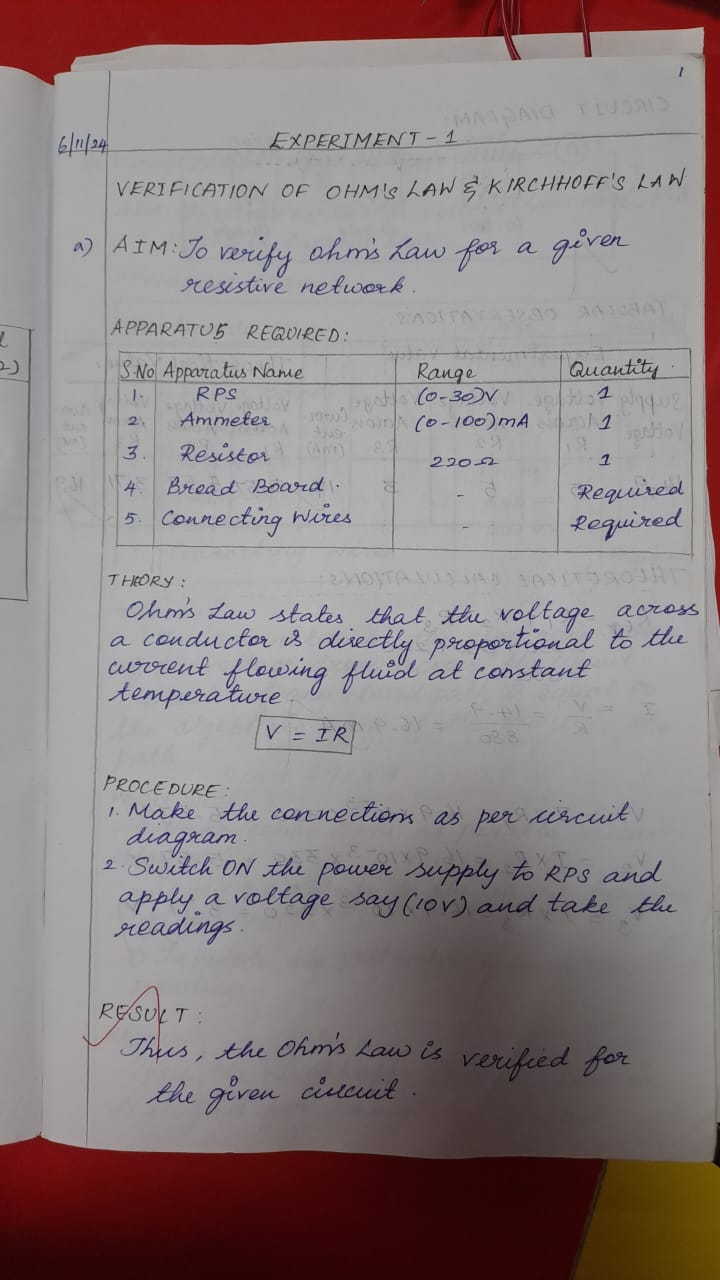 1
6/11/24 EXPERIMENT - 1
VERIFICATION OF OHM'S LAW & KIRCHHOFF'S LAW
a) AIM: To verify ohm's Law for a given
resistive network.
APPARATUS REQUIRED:
S.No Apparatus Name Range Quantity.
1. RPS (0-30)V 1
2. Ammeter (0-100)mA 1
3. Resistor 220Ω 1
4. Bread Board. - Required
5. Connecting Wires - Required
THEORY:
Ohm's Law states that the voltage across
a conductor is directly proportional to the
current flowing fluid at constant
temperature.
V = IR
PROCEDURE:
1. Make the connections as per circuit
diagram.
2. Switch ON the power supply to RPS and
apply a voltage say (10V) and take the
readings.
RESULT:
Thus, the Ohm's Law is verified for
the given circuit.